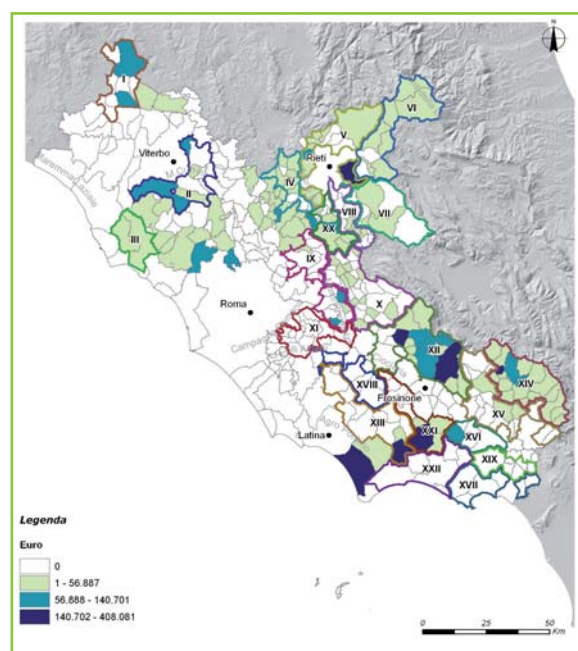 N
I
VI
V
Viterbo
Rieti
Maremma Laziale
IV
II
VIII
VII
III
XX
IX
Roma
X
XI
XII
XIV
Frosinone
XVIII
XV
XIII
XXI
Latina
XVI
XIX
XXII
XVII
Legenda
Euro
0
1 - 56.887
56.888 - 140.701
140.702 - 408.081
0 25 50
Km